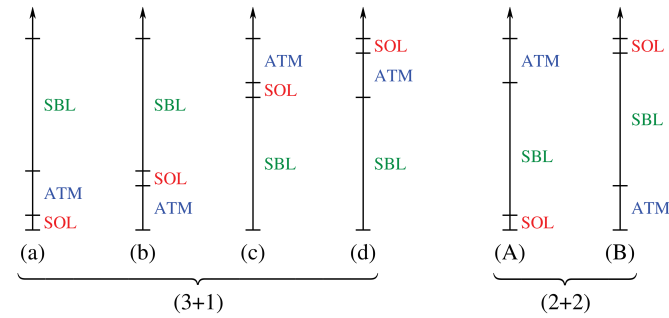 SBL
ATM
SOL
(a)
SBL
SOL
ATM
(b)
ATM
SOL
SBL
(c)
SOL
ATM
SBL
(d)
(3+1)
ATM
SBL
SOL
(A)
SOL
SBL
ATM
(B)
(2+2)